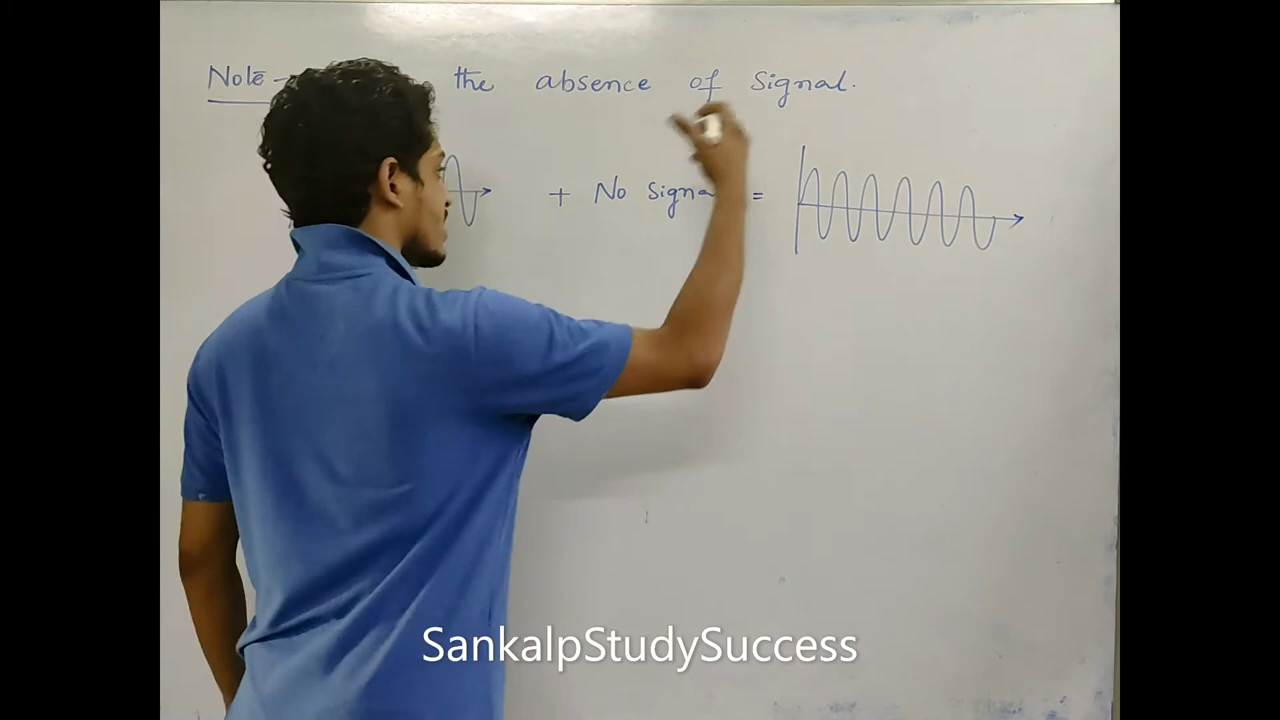 Note - the absence of Signal.
+ No Signal =
SankalpStudySuccess